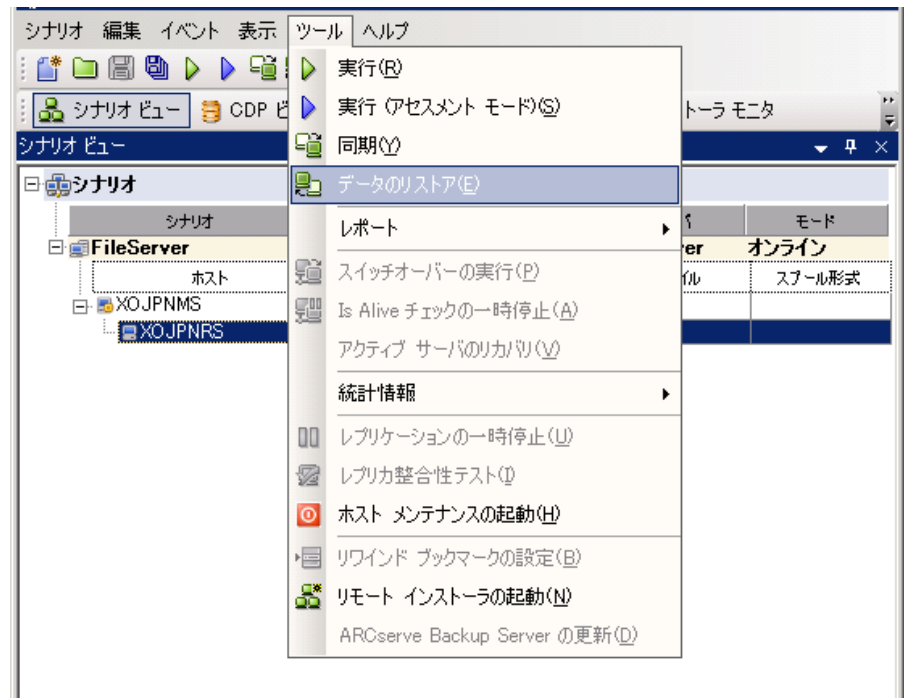 シナリオ 編集 イベント 表示 ツール ヘルプ
シナリオ ビュー CDP ビ
トーラ モニタ
シナリオ ビュー
シナリオ
シナリオ モード
FileServer er オンライン
ホスト イル スプール形式
XOJPNMS
XOJPNRS
実行(R)
実行 (アセスメント モード)(S)
同期(Y)
データのリストア(E)
レポート
スイッチオーバーの実行(P)
Is Alive チェックの一時停止(A)
アクティブ サーバのリカバリ(V)
統計情報
レプリケーションの一時停止(U)
レプリカ整合性テスト(I)
ホスト メンテナンスの起動(H)
リワインド ブックマークの設定(B)
リモート インストーラの起動(N)
ARCserve Backup Server の更新(D)